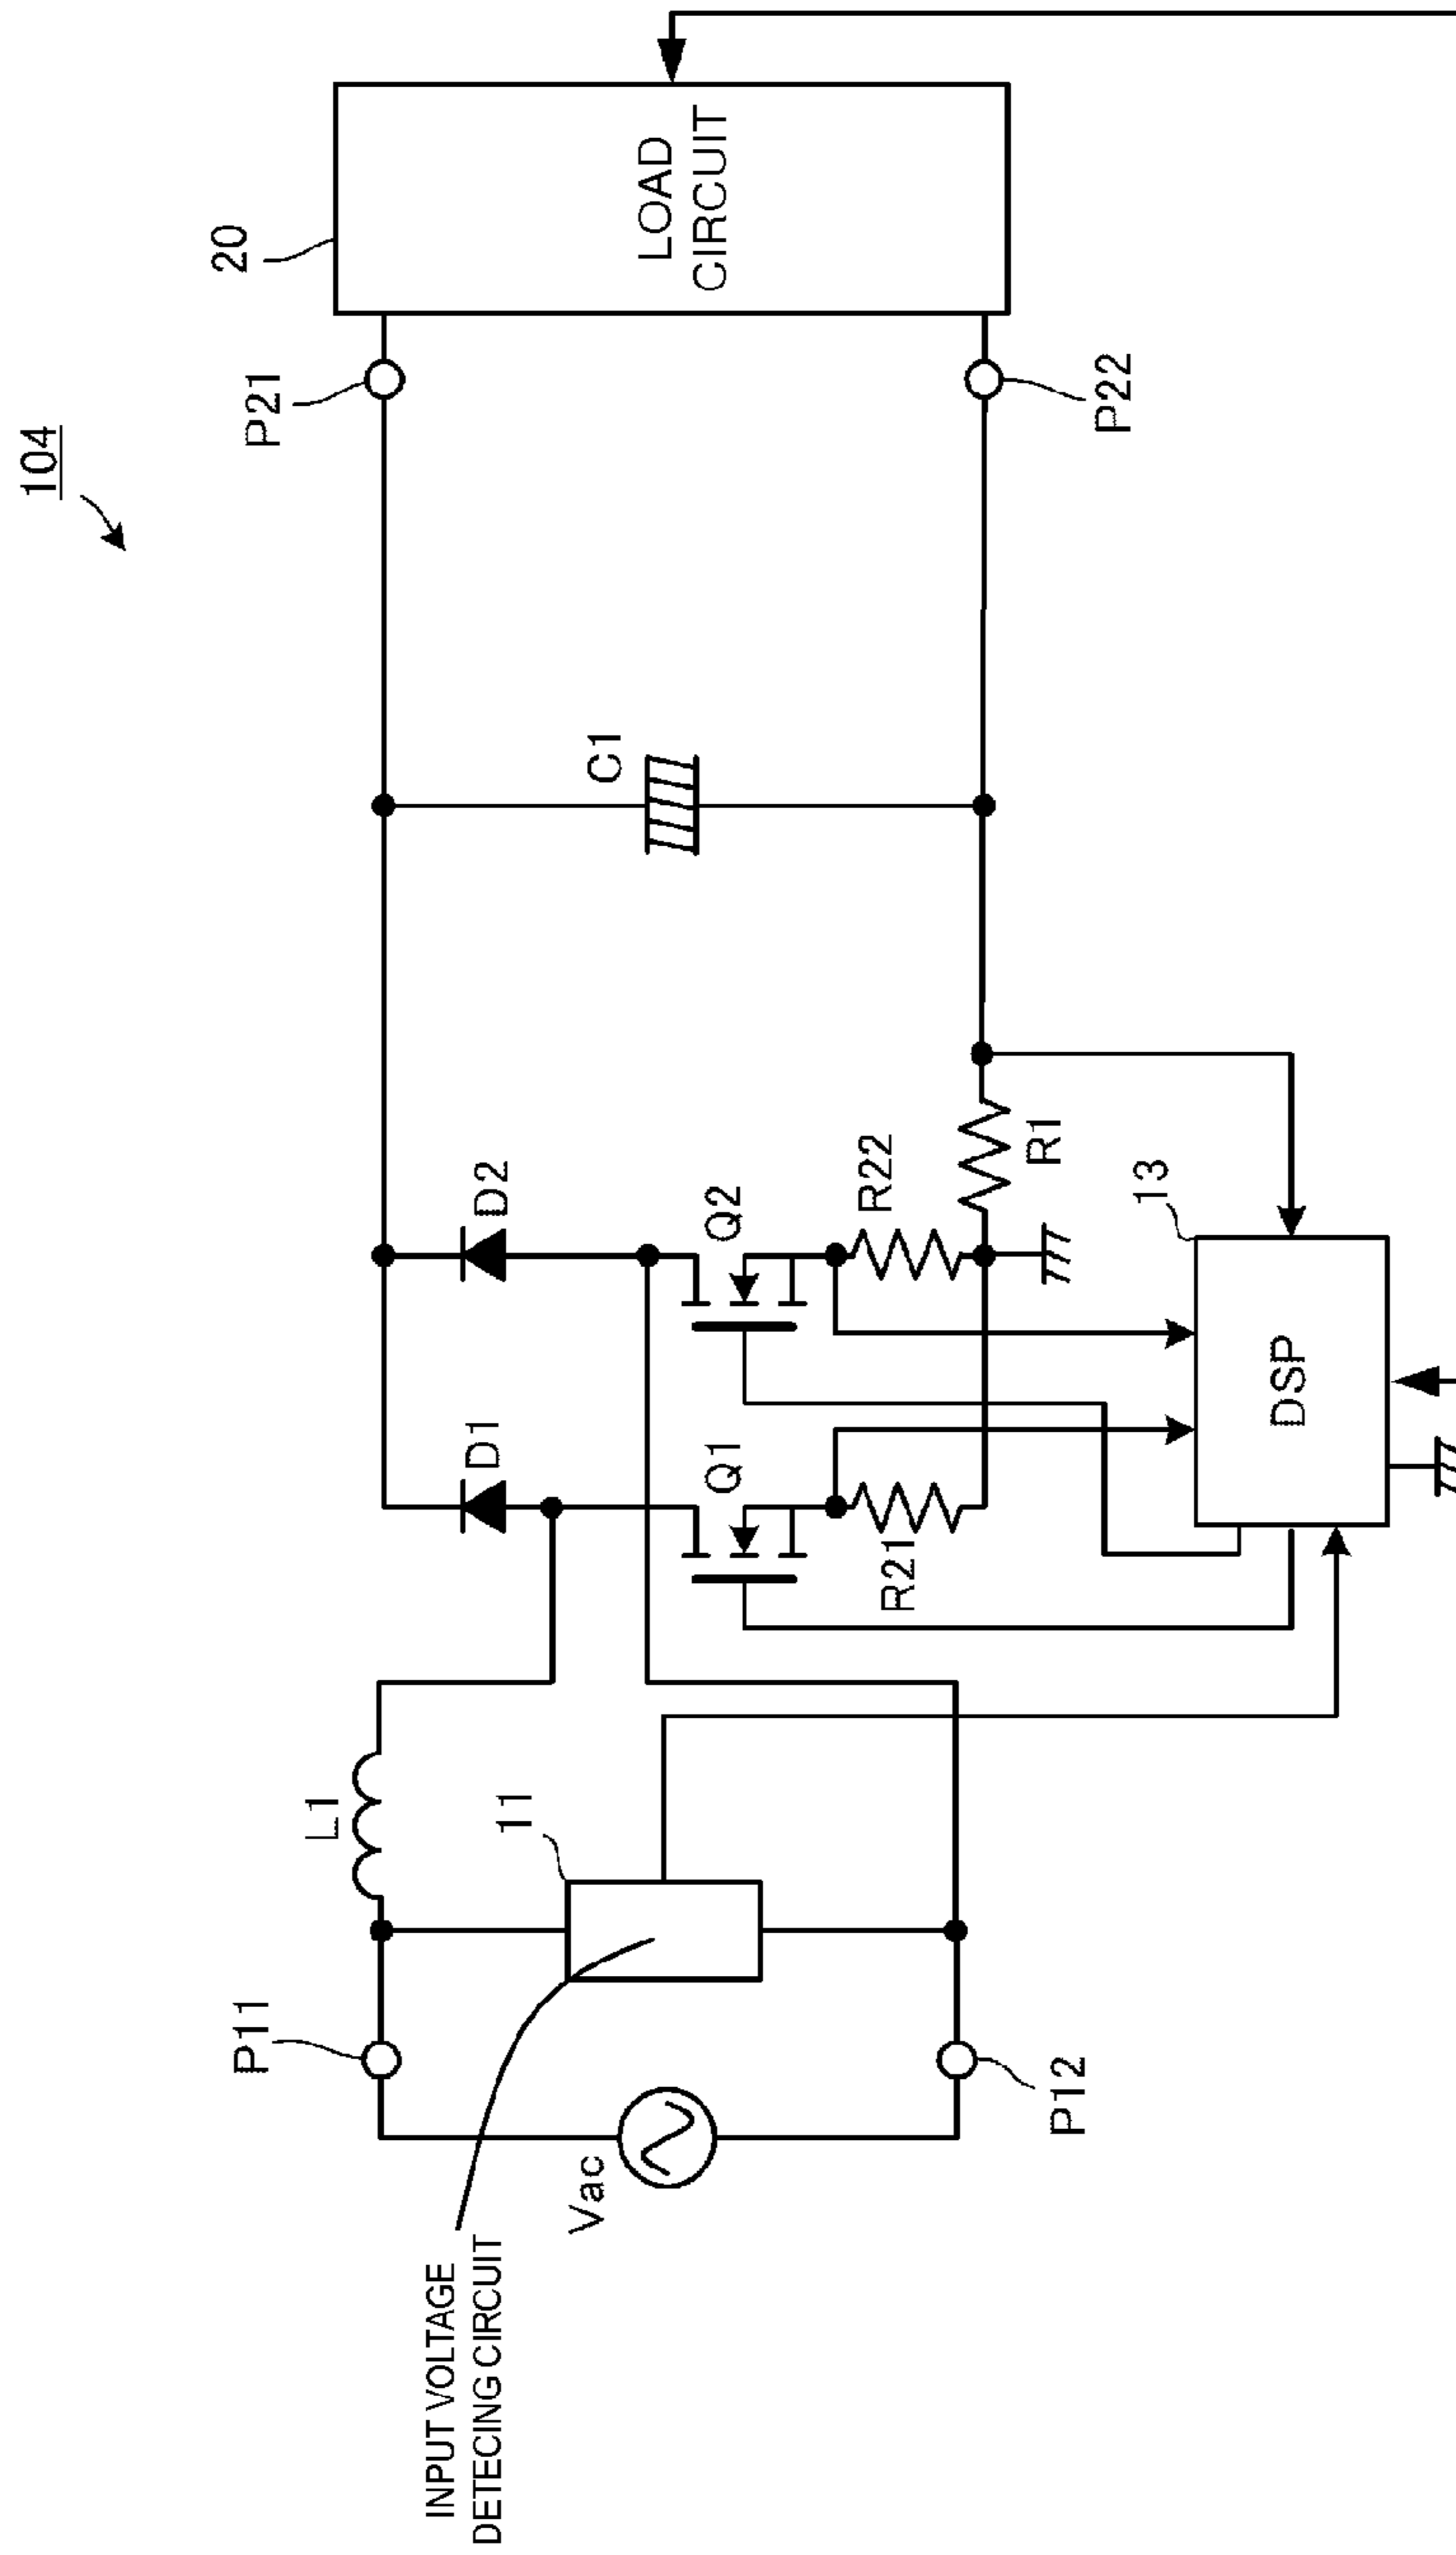 104
20
LOAD
CIRCUIT
P21
P22
C1
D2
D1
Q2
Q1
R22
R21
R1
13
DSP
L1
11
P11
P12
Vac
INPUT VOLTAGE
DETECING CIRCUIT